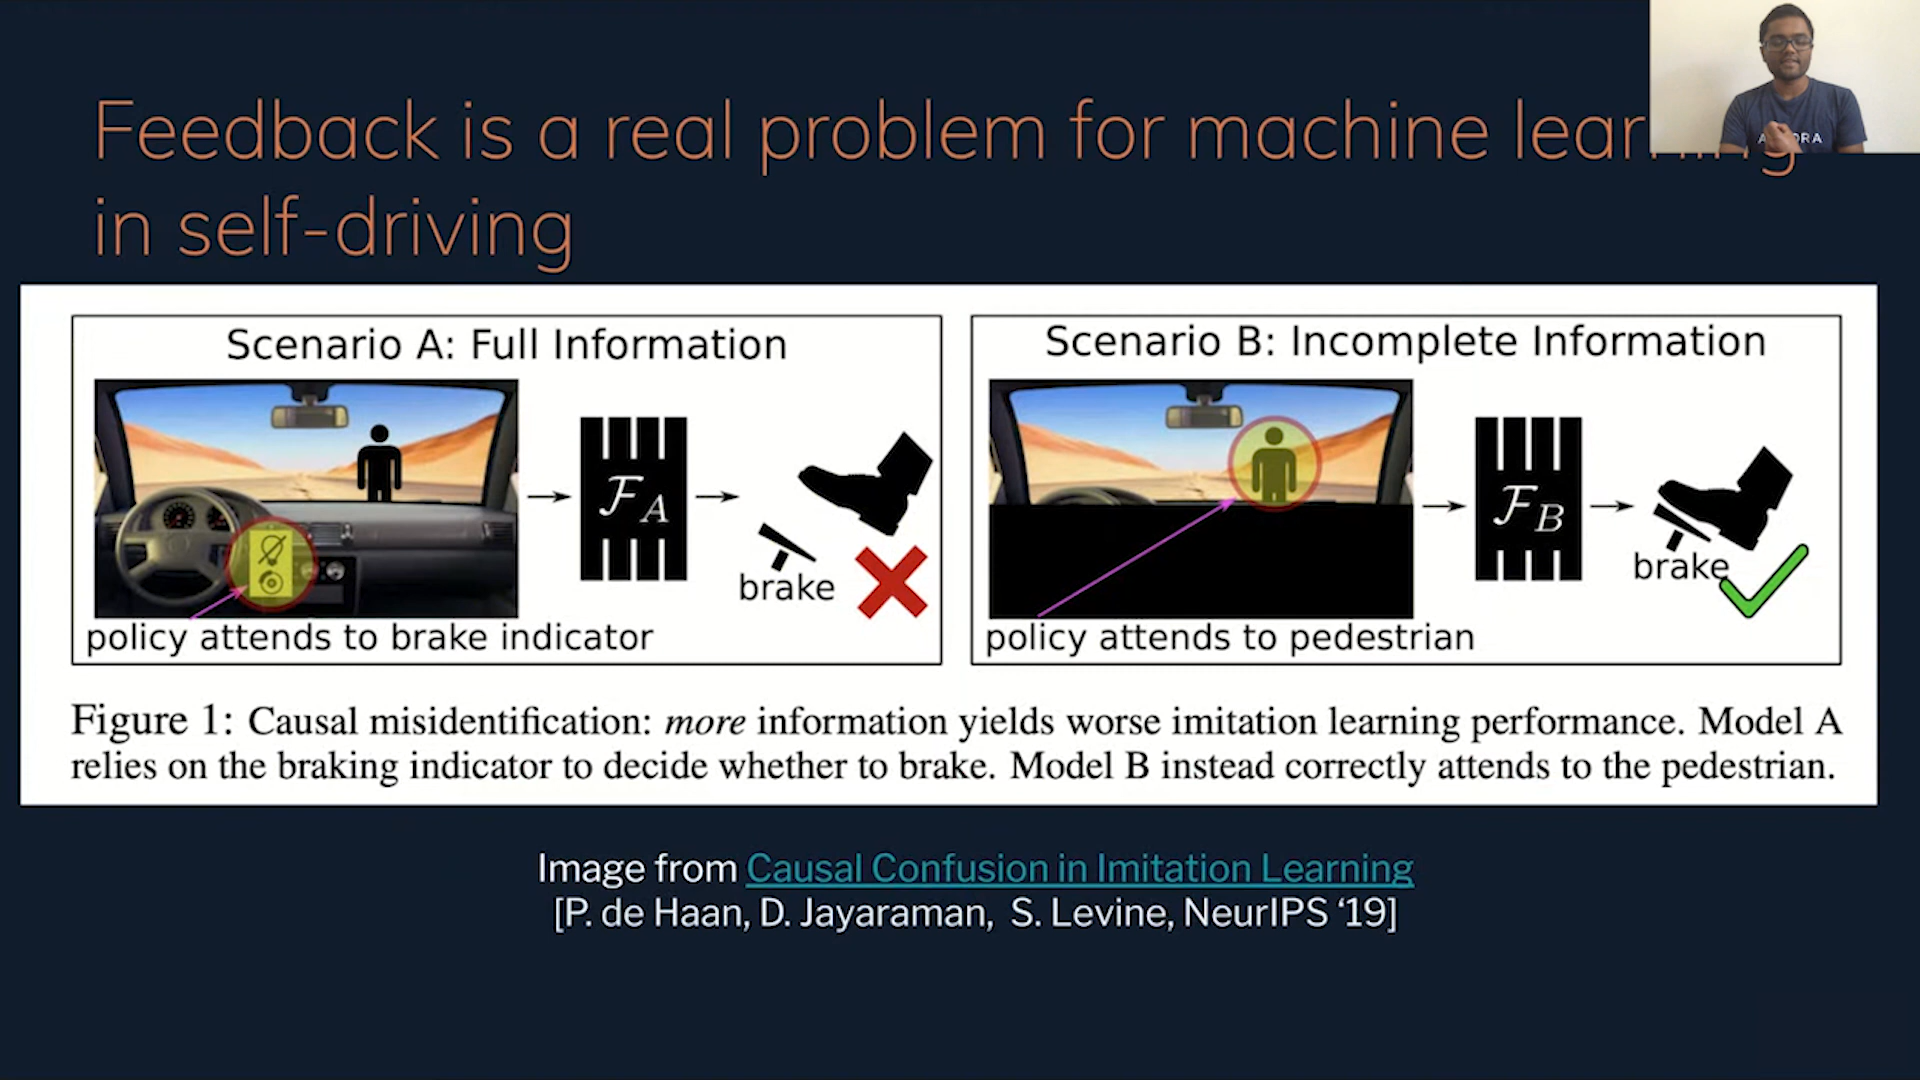 Feedback is a real problem for machine learning
in self-driving
Scenario A: Full Information
F_A
brake
policy attends to brake indicator
Scenario B: Incomplete Information
F_B
brake
policy attends to pedestrian
Figure 1: Causal misidentification: more information yields worse imitation learning performance. Model A
relies on the braking indicator to decide whether to brake. Model B instead correctly attends to the pedestrian.
Image from Causal Confusion in Imitation Learning
[P. de Haan, D. Jayaraman, S. Levine, NeurIPS ‘19]